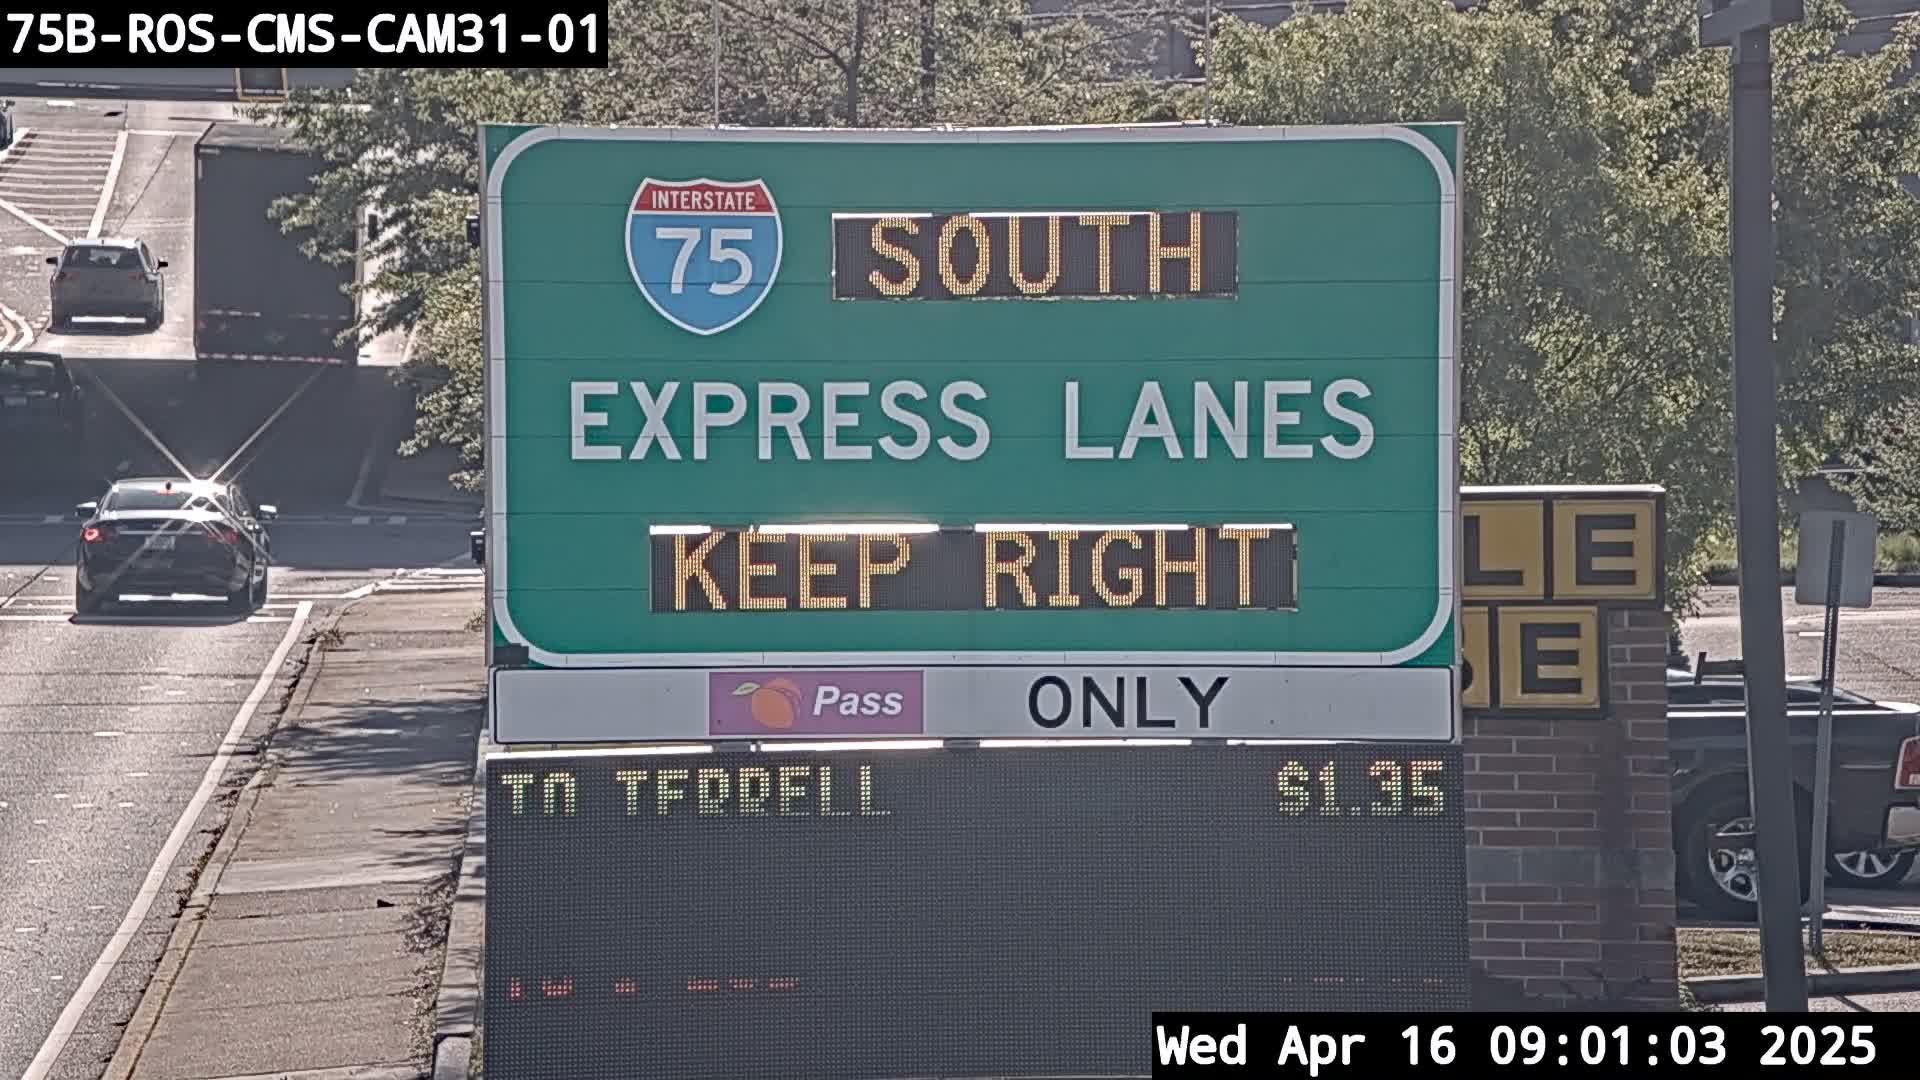 75B-ROS-CMS-CAM31-01
INTERSTATE
75
SOUTH
EXPRESS LANES
KEEP RIGHT
LE
E
Pass ONLY
$1.35
Wed Apr 16 09:01:03 2025